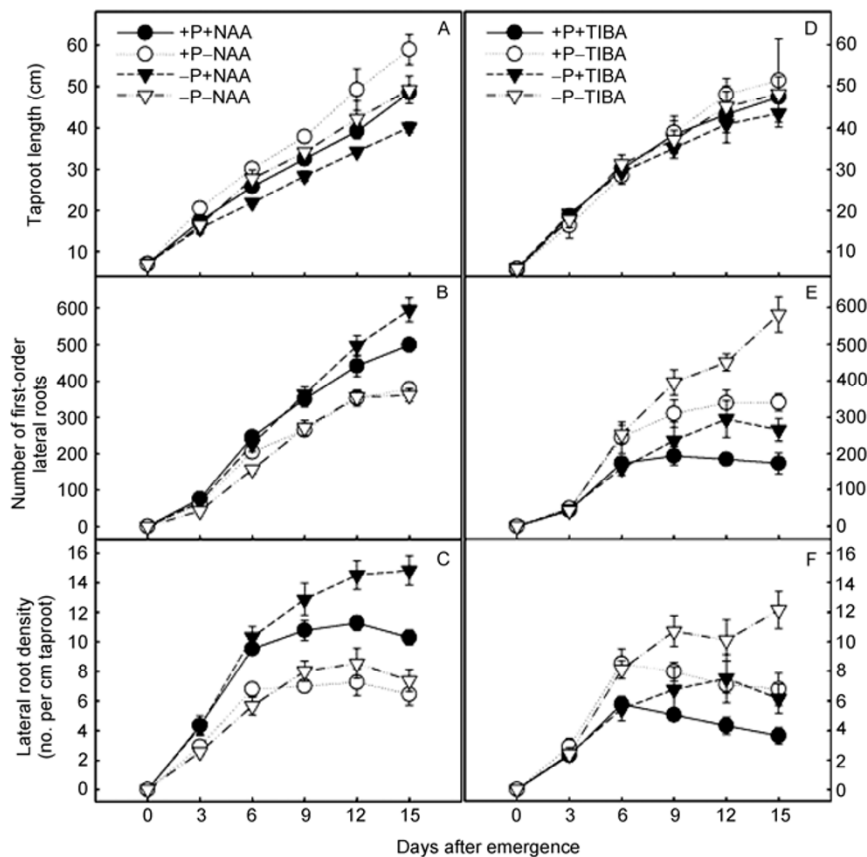 A
+P+NAA
+P–NAA
–P+NAA
–P–NAA
60
50
40
30
20
10
Taproot length (cm)
D
+P+TIBA
+P–TIBA
–P+TIBA
–P–TIBA
60
50
40
30
20
10
B
600
500
400
300
200
100
0
Number of first-order
lateral roots
E
600
500
400
300
200
100
0
C
16
14
12
10
8
6
4
2
0
Lateral root density
(no. per cm taproot)
F
16
14
12
10
8
6
4
2
0
0 3 6 9 12 15
0 3 6 9 12 15
Days after emergence